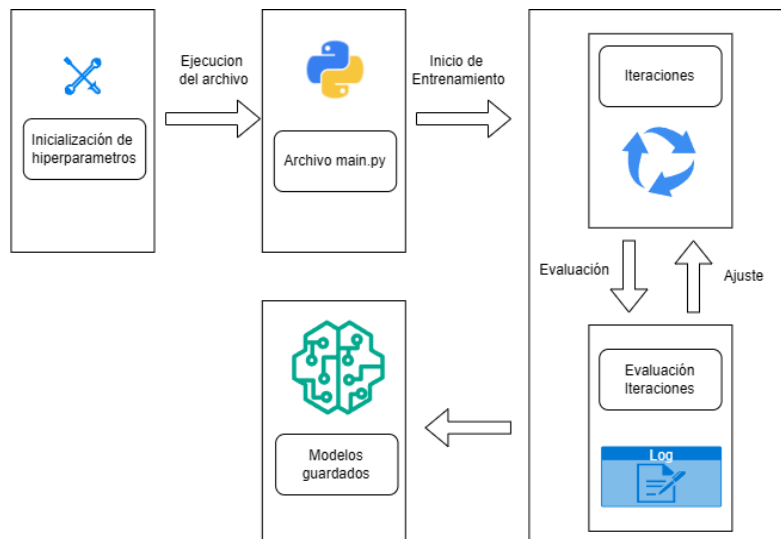 Inicialización de
hiperparametros
Ejecucion
del archivo
Archivo main.py
Inicio de
Entrenamiento
Iteraciones
Evaluación
Ajuste
Evaluación
Iteraciones
Log
Modelos
guardados